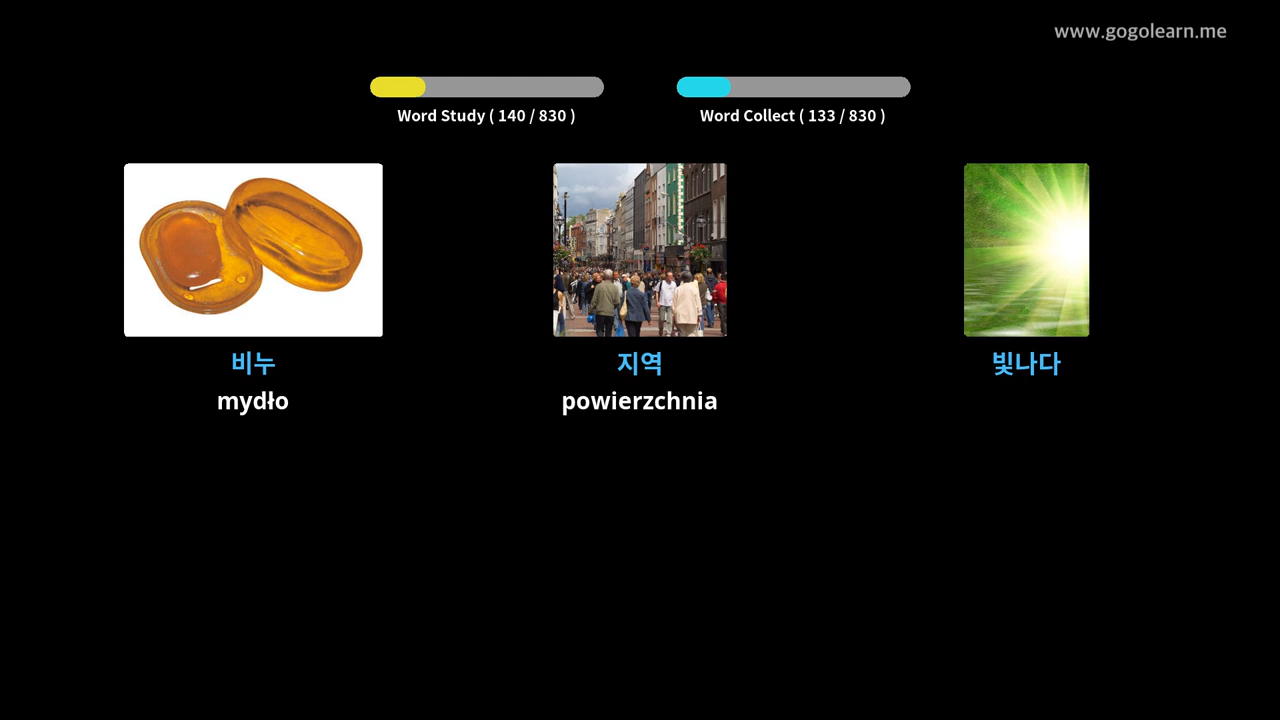 www.gogolearn.me
Word Study ( 140 / 830 )
Word Collect ( 133 / 830 )
비누
지역
빛나다
mydło
powierzchnia